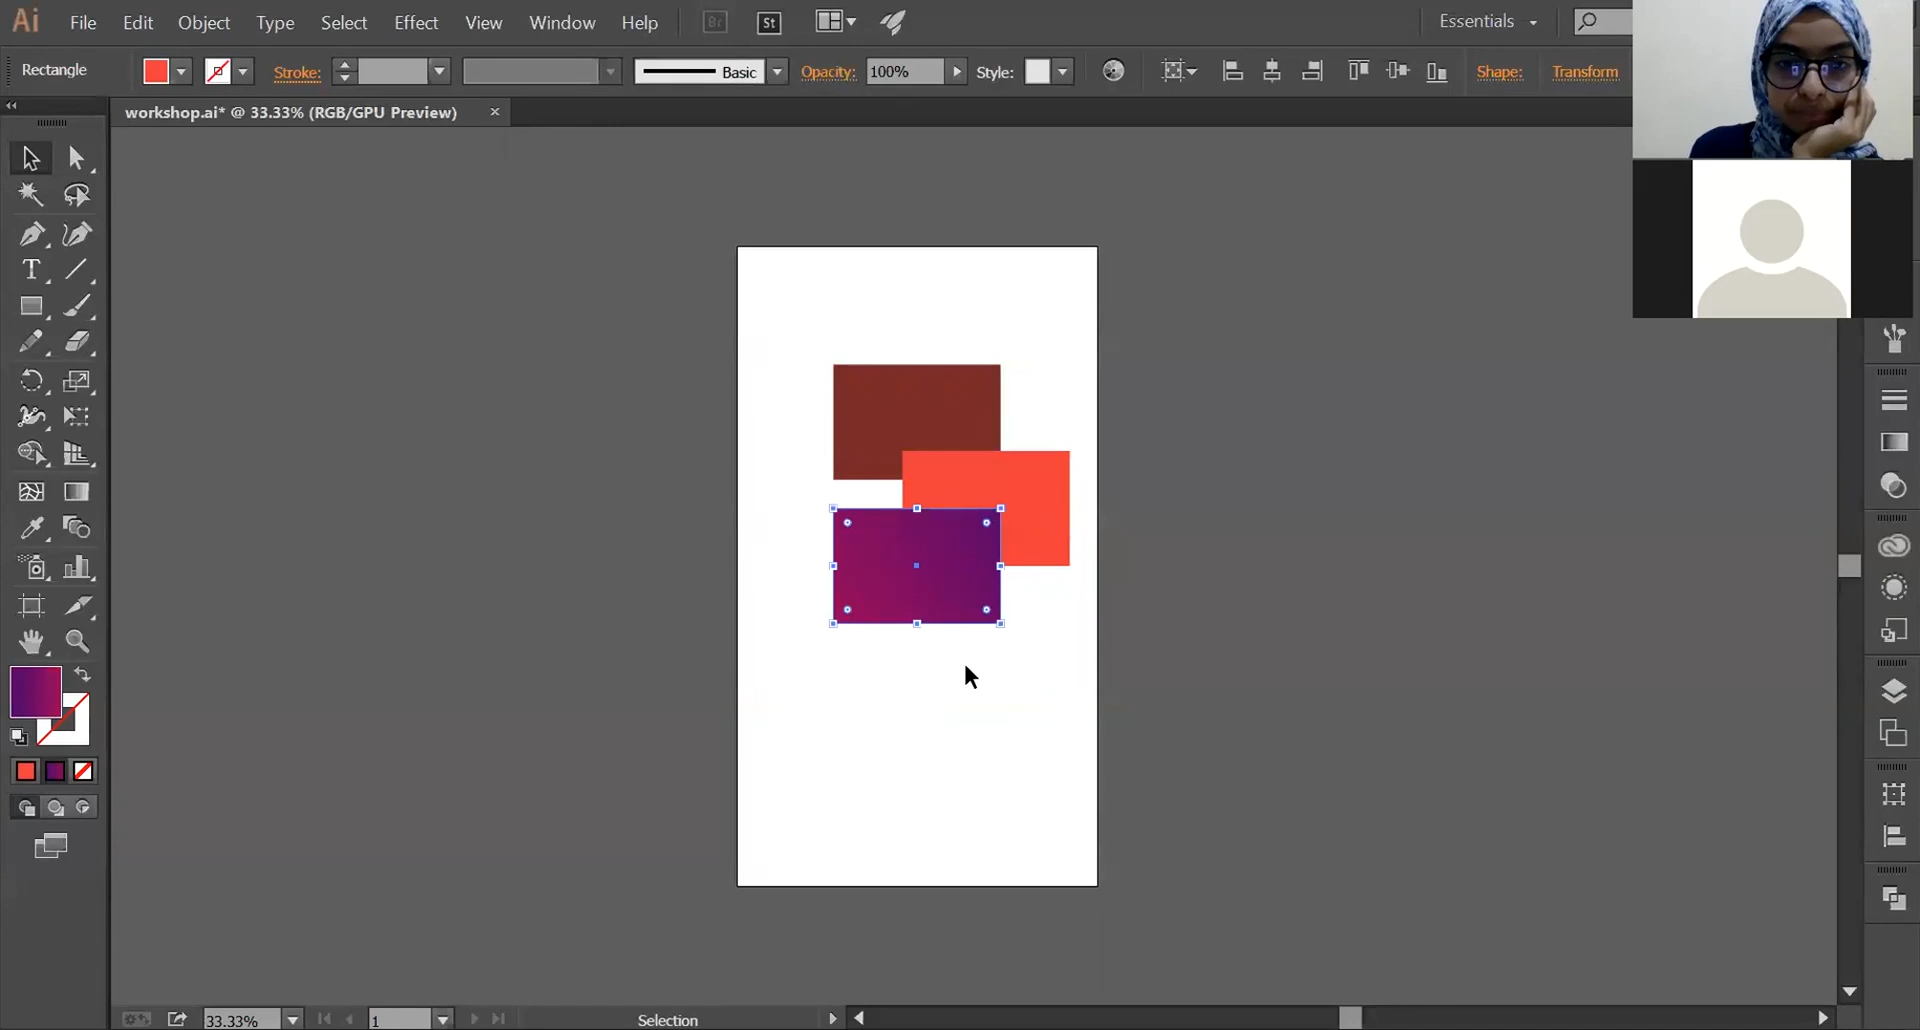 Ai File Edit Object Type Select Effect View Window Help Br St Essentials
Rectangle Stroke: Basic Opacity: 100% Style: Shape: Transform
workshop.ai* @ 33.33% (RGB/GPU Preview) ×
T
33.33% 1 Selection